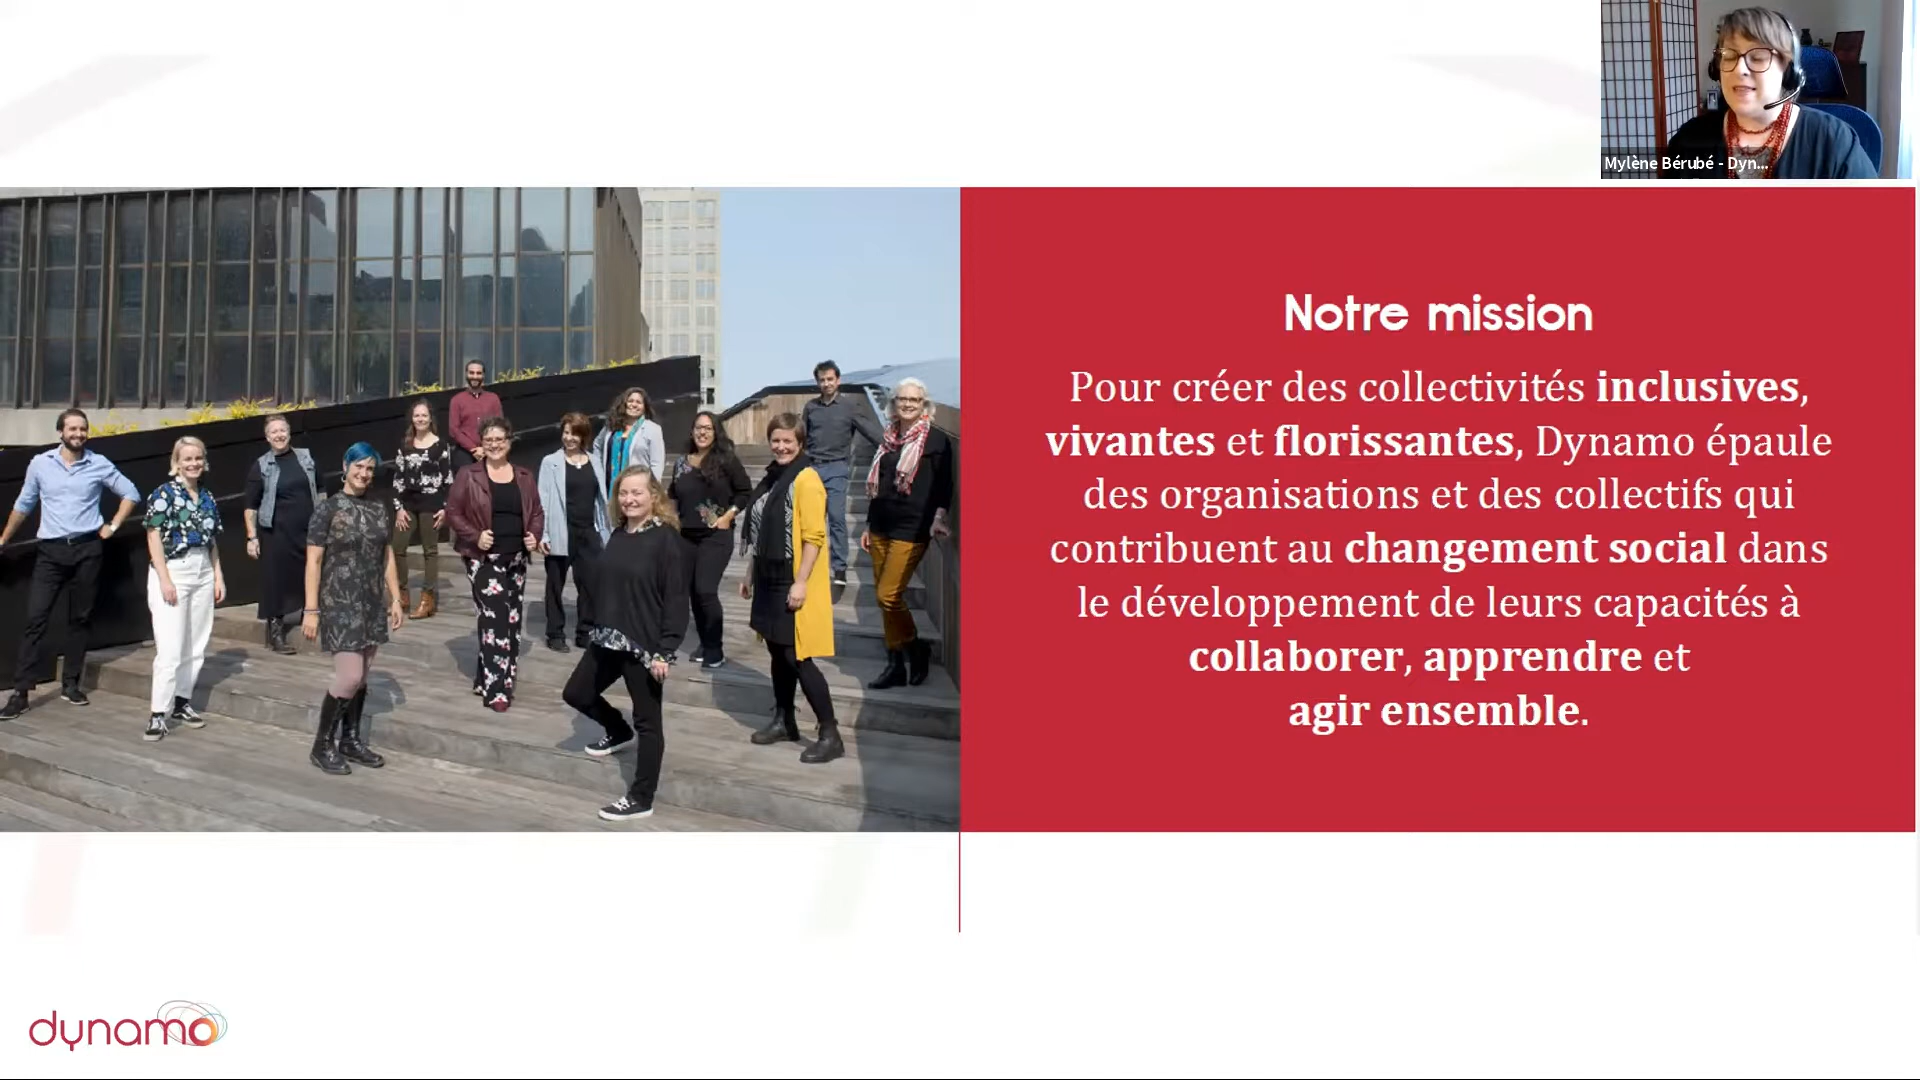 Mylène Bérubé - Dyn...
Notre mission
Pour créer des collectivités inclusives,
vivantes et florissantes, Dynamo épaule
des organisations et des collectifs qui
contribuent au changement social dans
le développement de leurs capacités à
collaborer, apprendre et
agir ensemble.
dynamo